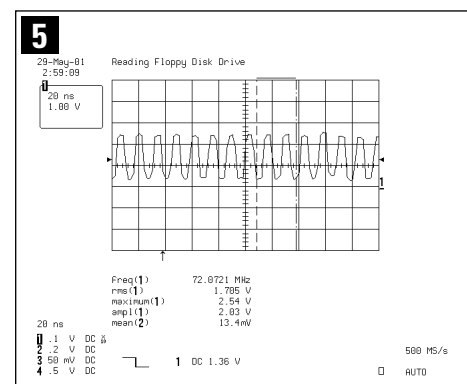 5
29-May-01
2:59:09
Reading Floppy Disk Drive
1
20 ns
1.00 V
1
freq(1) 72.0721 MHz
rms(1) 1.705 V
maximum(1) 2.54 V
ampl(1) 2.03 V
mean(2) 13.4mV
20 ns
1 .1 V DC
2 .2 V DC
3 50 mV DC
4 .5 V DC
1 DC 1.36 V
500 MS/s
AUTO